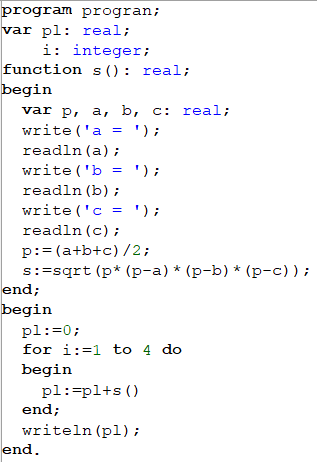 program progran;
var pl: real;
    i: integer;
function s(): real;
begin
  var p, a, b, c: real;
  write('a = ');
  readln(a);
  write('b = ');
  readln(b);
  write('c = ');
  readln(c);
  p:=(a+b+c)/2;
  s:=sqrt(p*(p-a)*(p-b)*(p-c));
end;
begin
  pl:=0;
  for i:=1 to 4 do
  begin
    pl:=pl+s()
  end;
  writeln(pl);
end.